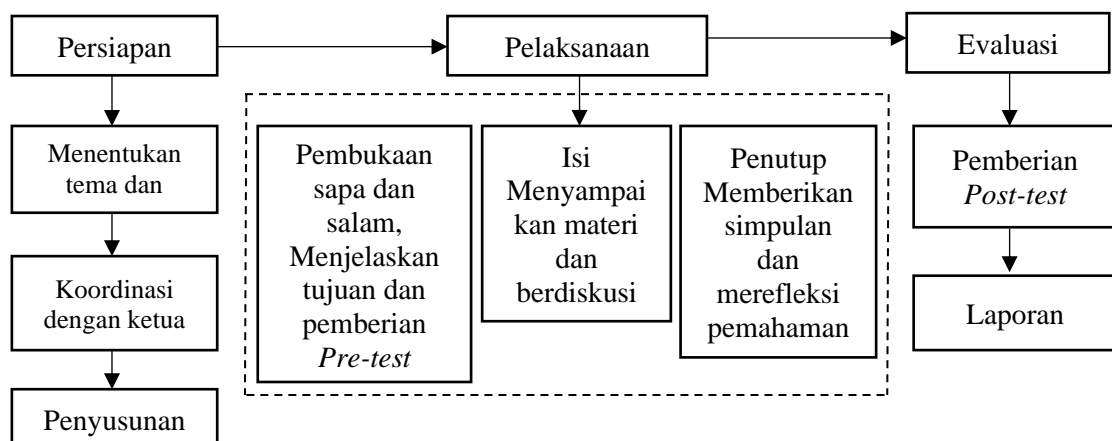 Persiapan
Pelaksanaan
Evaluasi
Menentukan
tema dan
Koordinasi
dengan ketua
Penyusunan
Pembukaan
sapa dan
salam,
Menjelaskan
tujuan dan
pemberian
Pre-test
Isi
Menyampai
kan materi
dan
berdiskusi
Penutup
Memberikan
simpulan
dan
merefleksi
pemahaman
Pemberian
Post-test
Laporan